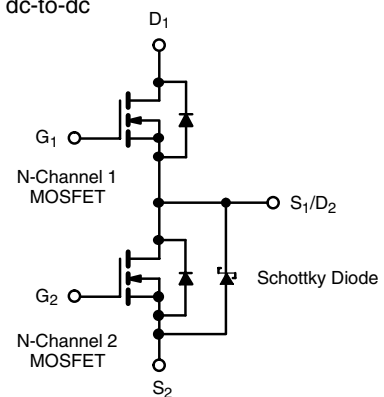 dc-to-dc
D1
G1
N-Channel 1
MOSFET
S1/D2
Schottky Diode
G2
N-Channel 2
MOSFET
S2